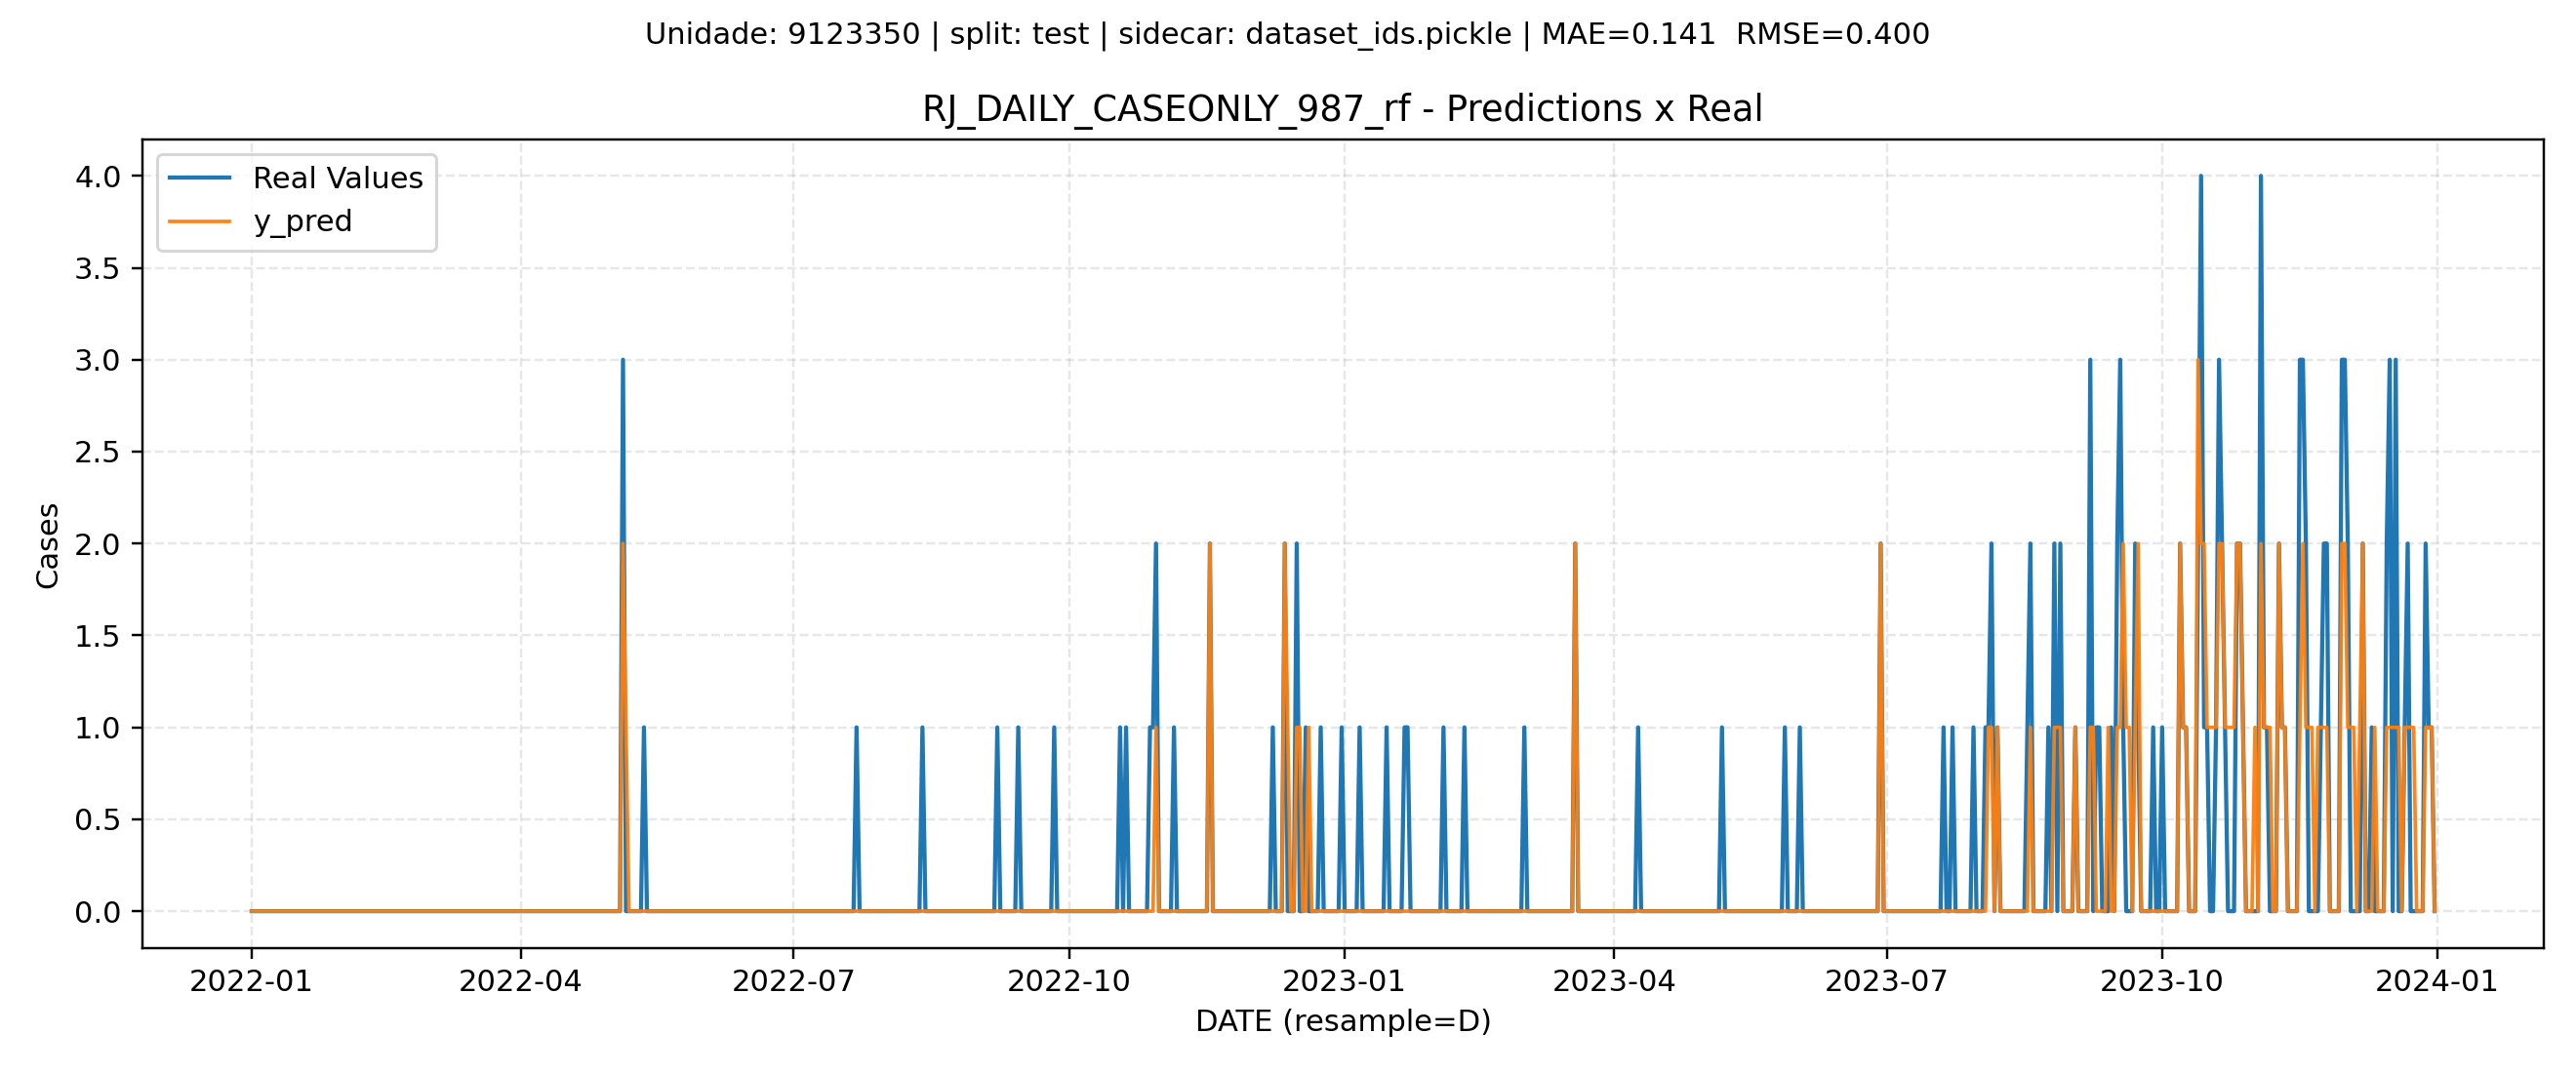 Unidade: 9123350 | split: test | sidecar: dataset_ids.pickle | MAE=0.141  RMSE=0.400
RJ_DAILY_CASEONLY_987_rf - Predictions x Real
Real Values
y_pred
Cases
4.0
3.5
3.0
2.5
2.0
1.5
1.0
0.5
0.0
2022-01 2022-04 2022-07 2022-10 2023-01 2023-04 2023-07 2023-10 2024-01
DATE (resample=D)